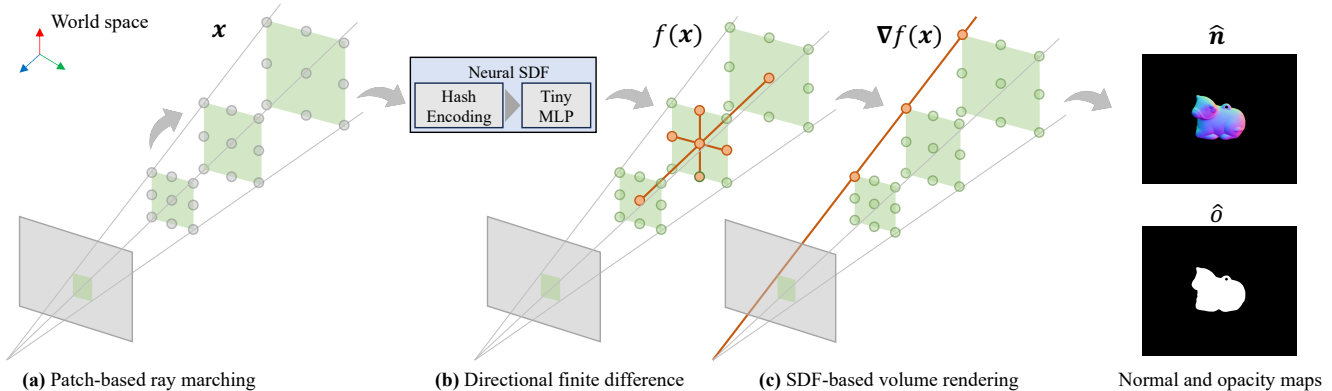 World space
x
Neural SDF
Hash Encoding
Tiny MLP
f(x)
∇f(x)
n̂
ô
(a) Patch-based ray marching
(b) Directional finite difference
(c) SDF-based volume rendering
Normal and opacity maps